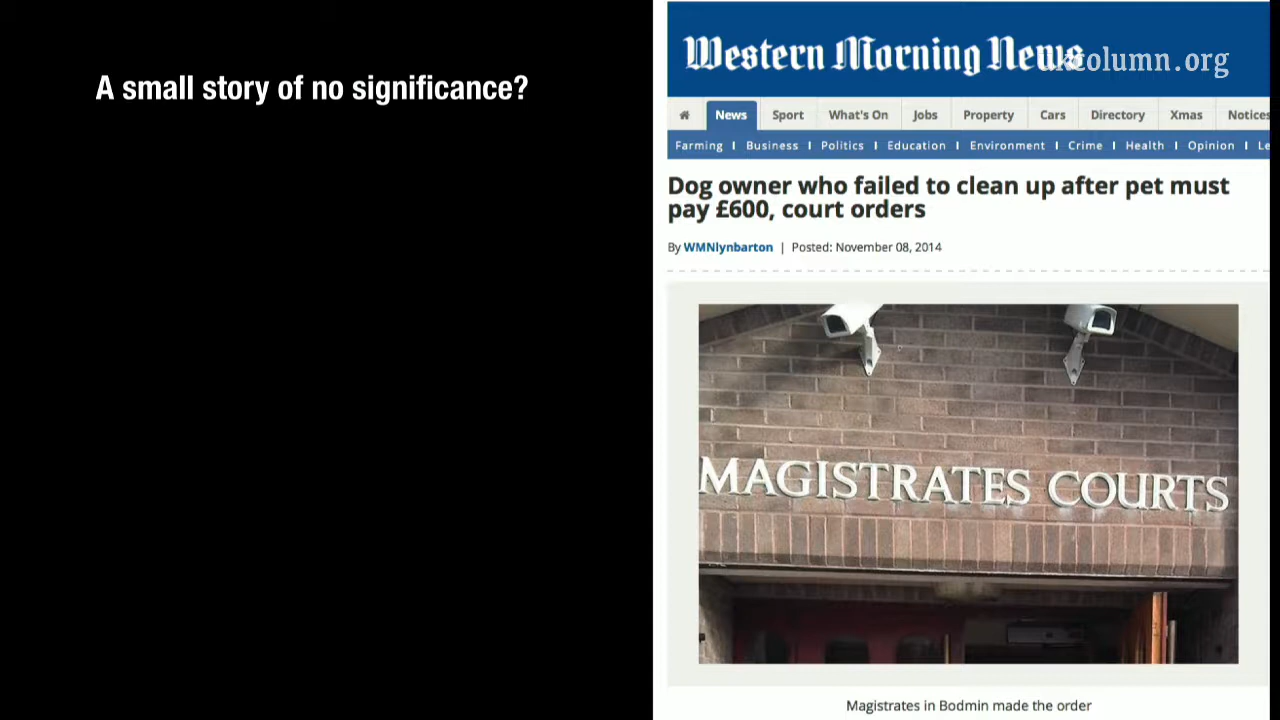 A small story of no significance?
Western Morning News
ukcolumn.org
News Sport What's On Jobs Property Cars Directory Xmas Notices
Farming I Business I Politics I Education I Environment I Crime I Health I Opinion I Le
Dog owner who failed to clean up after pet must
pay £600, court orders
By WMNlynbarton | Posted: November 08, 2014
MAGISTRATES COURTS
Magistrates in Bodmin made the order